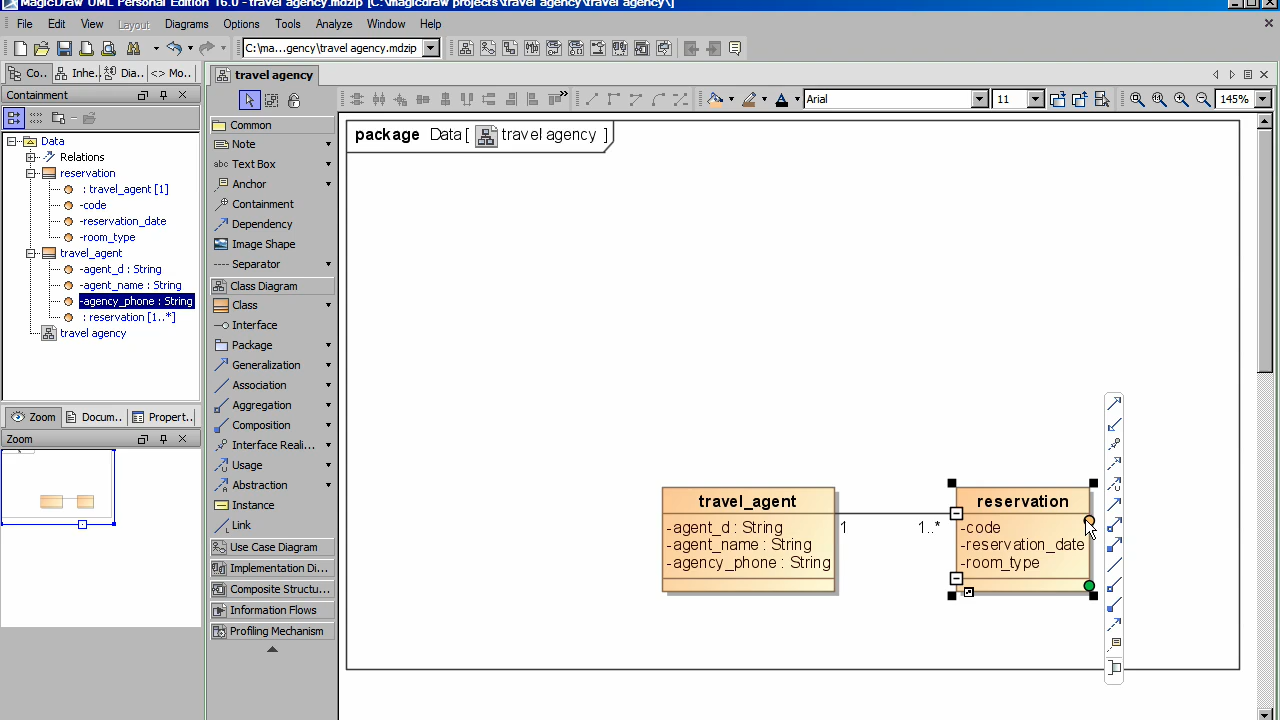 MagicDraw UML Personal Edition 16.0 - travel agency.mdzip [C:\magicdraw projects\travel agency\travel agency\]
File Edit View Layout Diagrams Options Tools Analyze Window Help
C:\ma...gency\travel agency.mdzip
Co.. Inhe.. Dia.. <> Mo..
travel agency
Containment
Arial 11 145%
Data
Relations
reservation
: travel_agent [1]
-code
-reservation_date
-room_type
travel_agent
-agent_d : String
-agent_name : String
-agency_phone : String
: reservation [1..*]
travel agency
Zoom Docum.. Propert..
Zoom
Common
Note
abc Text Box
Anchor
Containment
Dependency
Image Shape
Separator
Class Diagram
Class
Interface
Package
Generalization
Association
Aggregation
Composition
Interface Reali...
Usage
Abstraction
Instance
Link
Use Case Diagram
Implementation Di...
Composite Structu...
Information Flows
Profiling Mechanism
package Data [ travel agency ]
travel_agent
-agent_d : String
-agent_name : String
-agency_phone : String
1 1..*
reservation
-code
-reservation_date
-room_type